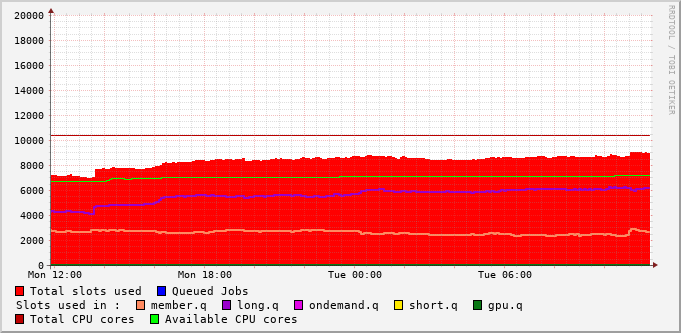 RRDTOOL / TOBI OETIKER
20000
18000
16000
14000
12000
10000
8000
6000
4000
2000
0
Mon 12:00 Mon 18:00 Tue 00:00 Tue 06:00
Total slots used Queued Jobs
Slots used in : member.q long.q ondemand.q short.q gpu.q
Total CPU cores Available CPU cores